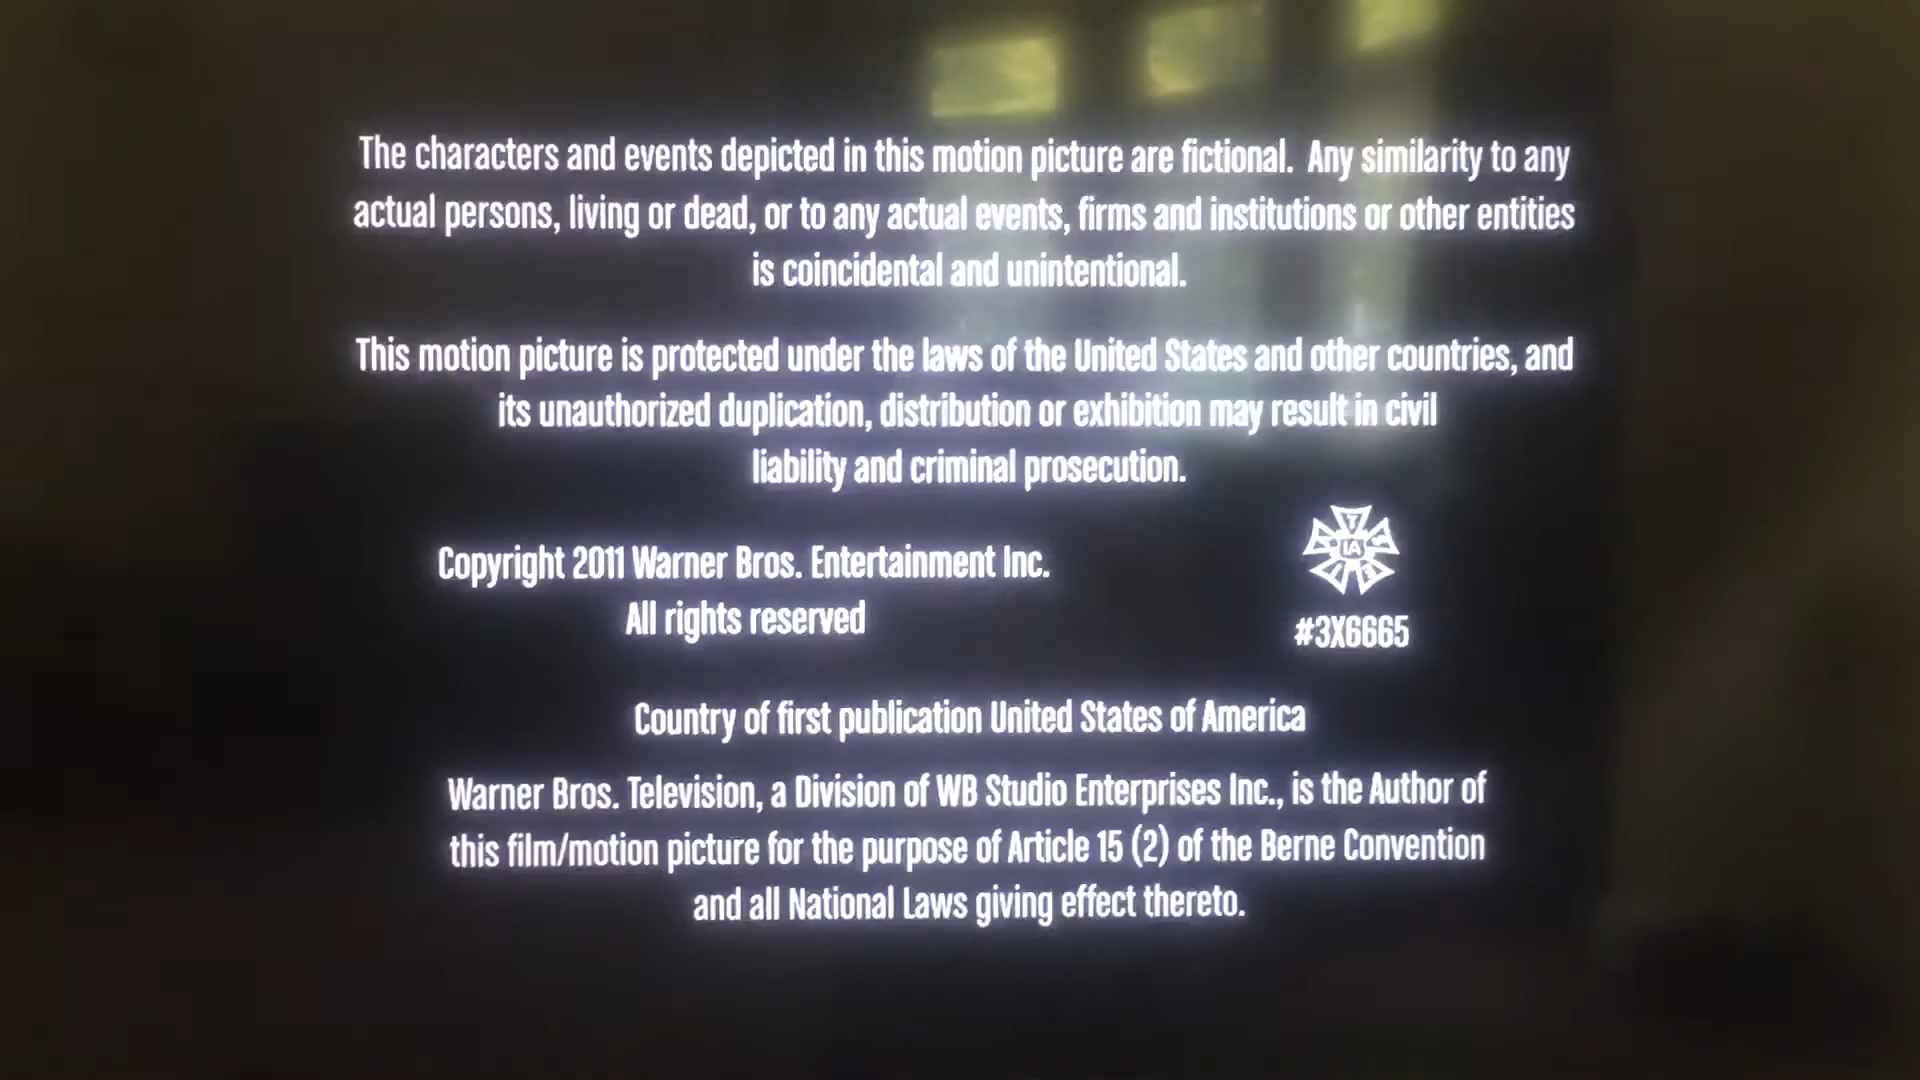 The characters and events depicted in this motion picture are fictional.  Any similarity to any
actual persons, living or dead, or to any actual events, firms and institutions or other entities
is coincidental and unintentional.
This motion picture is protected under the laws of the United States and other countries, and
its unauthorized duplication, distribution or exhibition may result in civil
liability and criminal prosecution.
Copyright 2011 Warner Bros. Entertainment Inc.
All rights reserved
IATSE
IA
#3X6665
Country of first publication United States of America
Warner Bros. Television, a Division of WB Studio Enterprises Inc., is the Author of
this film/motion picture for the purpose of Article 15 (2) of the Berne Convention
and all National Laws giving effect thereto.